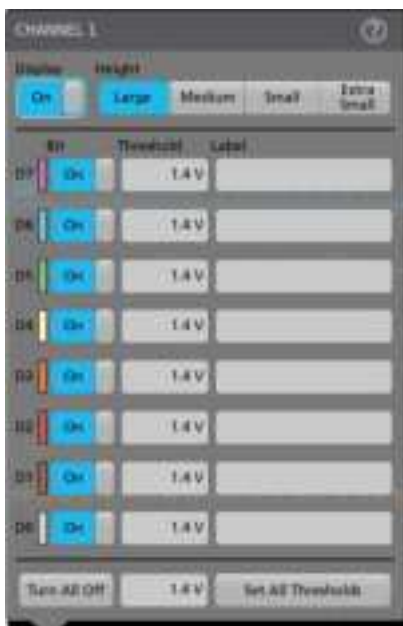 CHANNEL 1
Display Height
On Large Medium Small Extra Small
Bit Threshold Label
D7 On 1.4 V
D6 On 1.4 V
D5 On 1.4 V
D4 On 1.4 V
D3 On 1.4 V
D2 On 1.4 V
D1 On 1.4 V
D0 On 1.4 V
Turn All Off 1.4 V Set All Thresholds